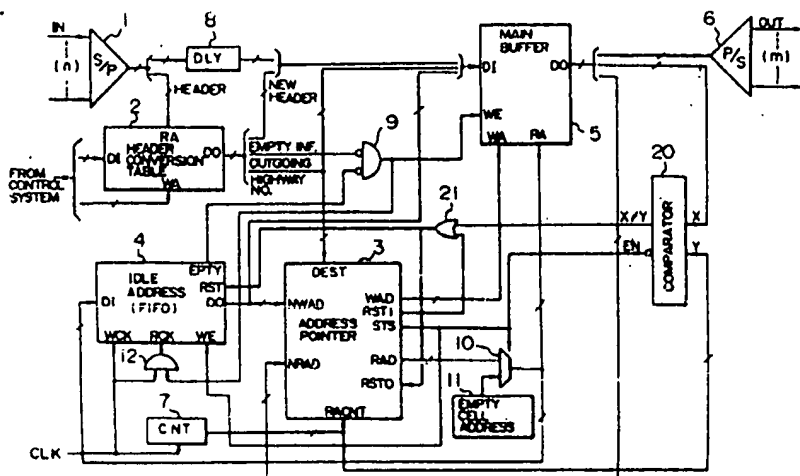 IN
1
(n)
S/P
8
DLY
HEADER
NEW
HEADER
MAIN
BUFFER
DI
DO
WE
WA
RA
5
6
P/S
OUT
(m)
2
RA
HEADER
CONVERSION
TABLE
DI
DO
WA
FROM
CONTROL
SYSTEM
EMPTY INF.
OUTGOING
HIGHWAY
NO.
9
20
COMPARATOR
X
Y
X≠Y
EN
21
4
EPTY
IDLE
ADDRESS
(FIFO)
RST
DI
DO
WCK
RCK
WE
3
DEST
NWAD
ADDRESS
POINTER
WAD
RST1
STS
RAD
RSTO
NRAD
RACNT
10
11
EMPTY
CELL
ADDRESS
12
7
CNT
CLK